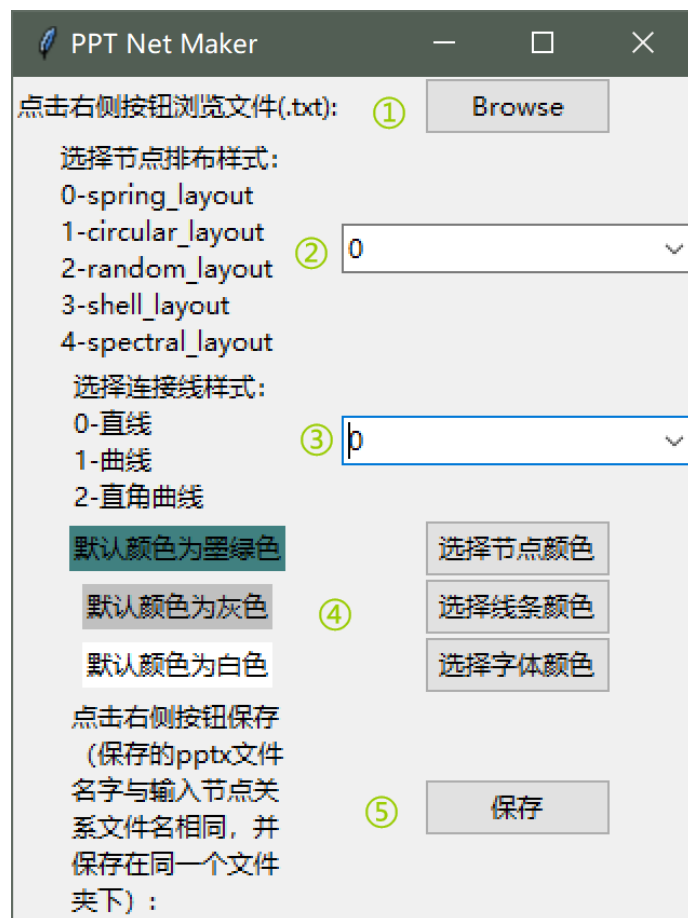 PPT Net Maker
点击右侧按钮浏览文件(.txt): ① Browse
选择节点排布样式：
0-spring_layout
1-circular_layout
2-random_layout
3-shell_layout
4-spectral_layout
② 0
选择连接线样式：
0-直线
1-曲线
2-直角曲线
③ 0
默认颜色为墨绿色 选择节点颜色
默认颜色为灰色 ④ 选择线条颜色
默认颜色为白色 选择字体颜色
点击右侧按钮保存
（保存的pptx文件
名字与输入节点关
系文件名相同，并
保存在同一个文件
夹下）:
⑤ 保存